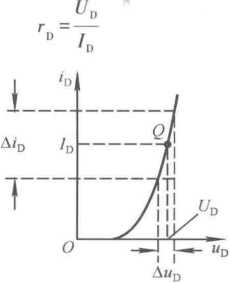 r_D = U_D / I_D
i_D
Δi_D
I_D
Q
U_D
O
u_D
Δu_D